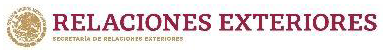 RELACIONES EXTERIORES
SECRETARÍA DE RELACIONES EXTERIORES